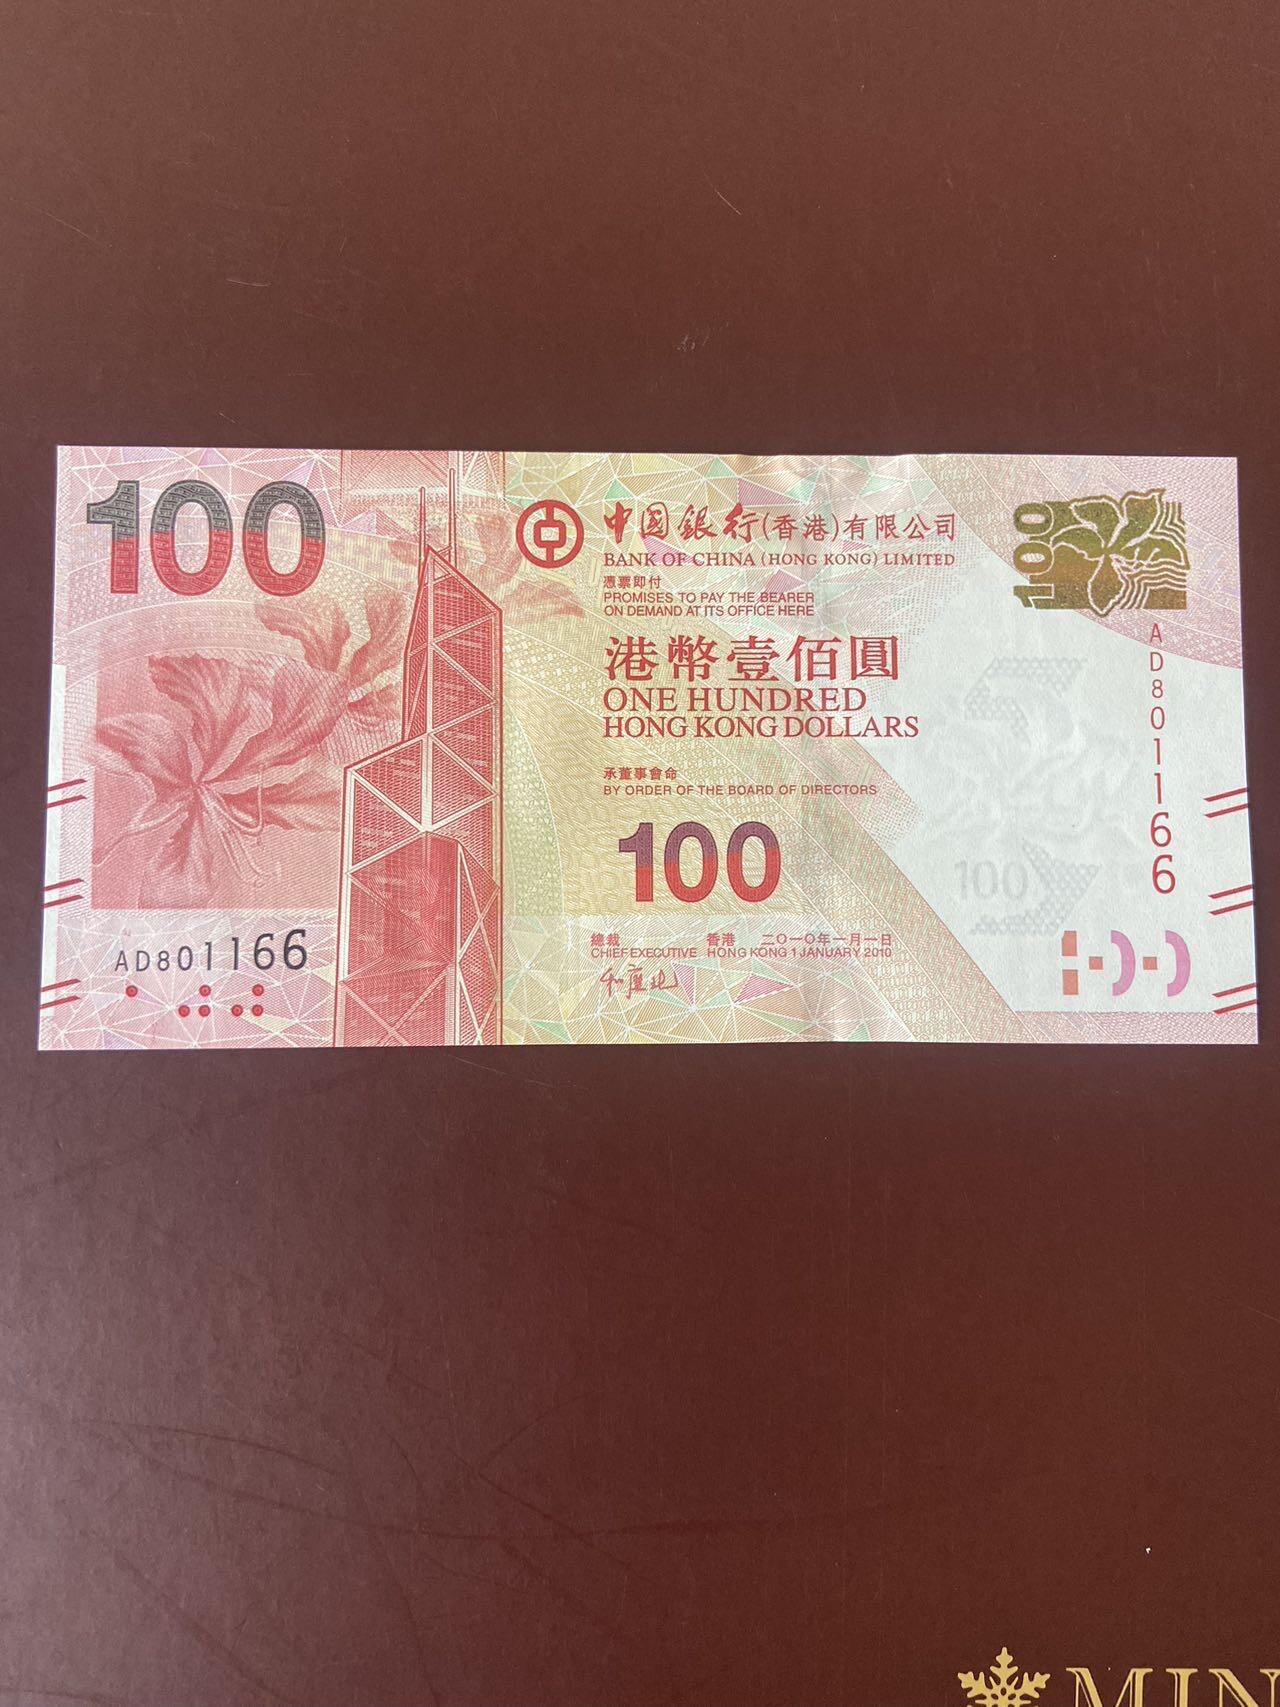 100
中国銀行(香港)有限公司
BANK OF CHINA (HONG KONG) LIMITED
憑票即付
PROMISES TO PAY THE BEARER
ON DEMAND AT ITS OFFICE HERE
港幣壹佰圓
ONE HUNDRED
HONG KONG DOLLARS
承董事會命
BY ORDER OF THE BOARD OF DIRECTORS
100
總裁 香港 二〇一〇年一月一日
CHIEF EXECUTIVE HONG KONG 1 JANUARY 2010
AD801166
100
AD801166
100
MIN